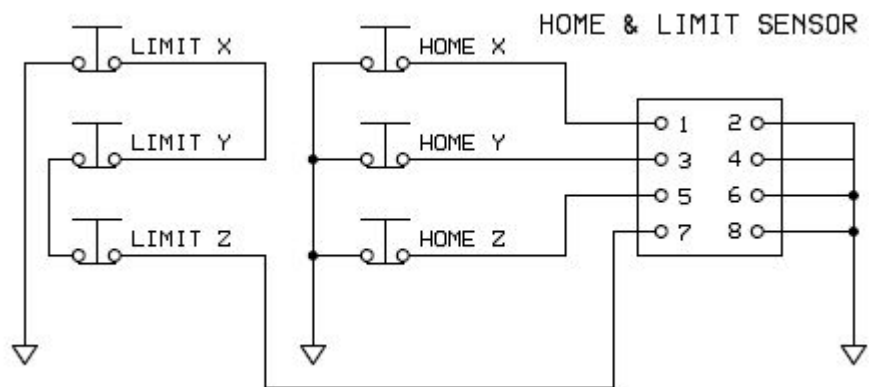 HOME & LIMIT SENSOR
LIMIT X
HOME X
LIMIT Y
HOME Y
LIMIT Z
HOME Z
1 2
3 4
5 6
7 8